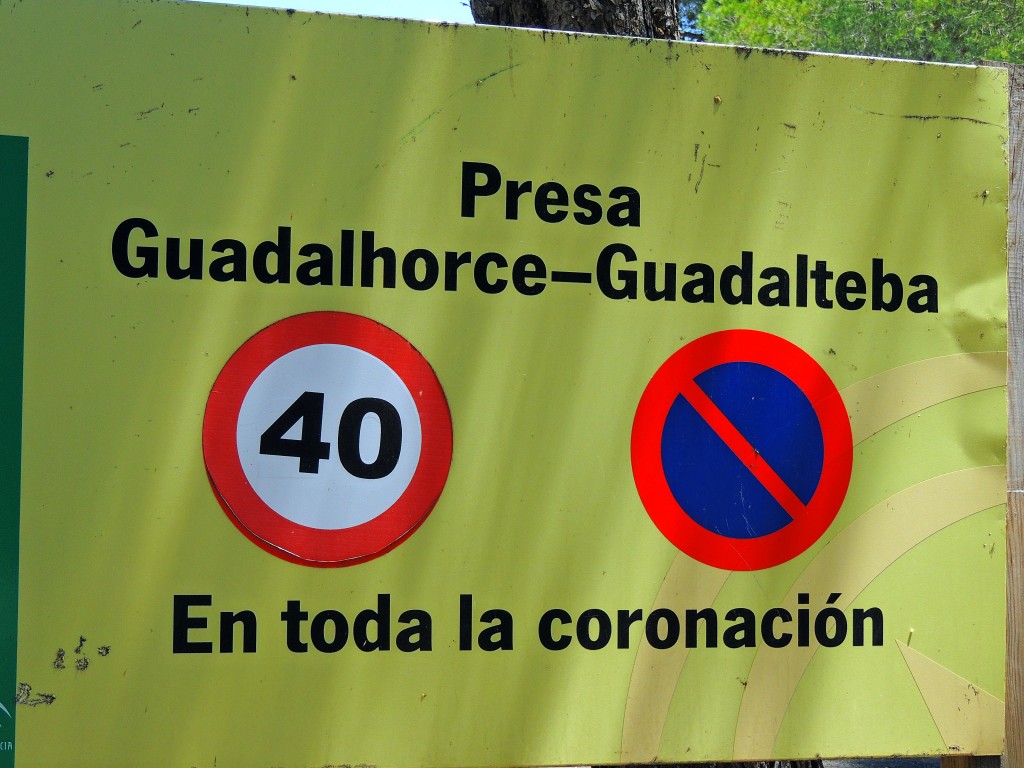 Presa
Guadalhorce–Guadalteba
40
En toda la coronación